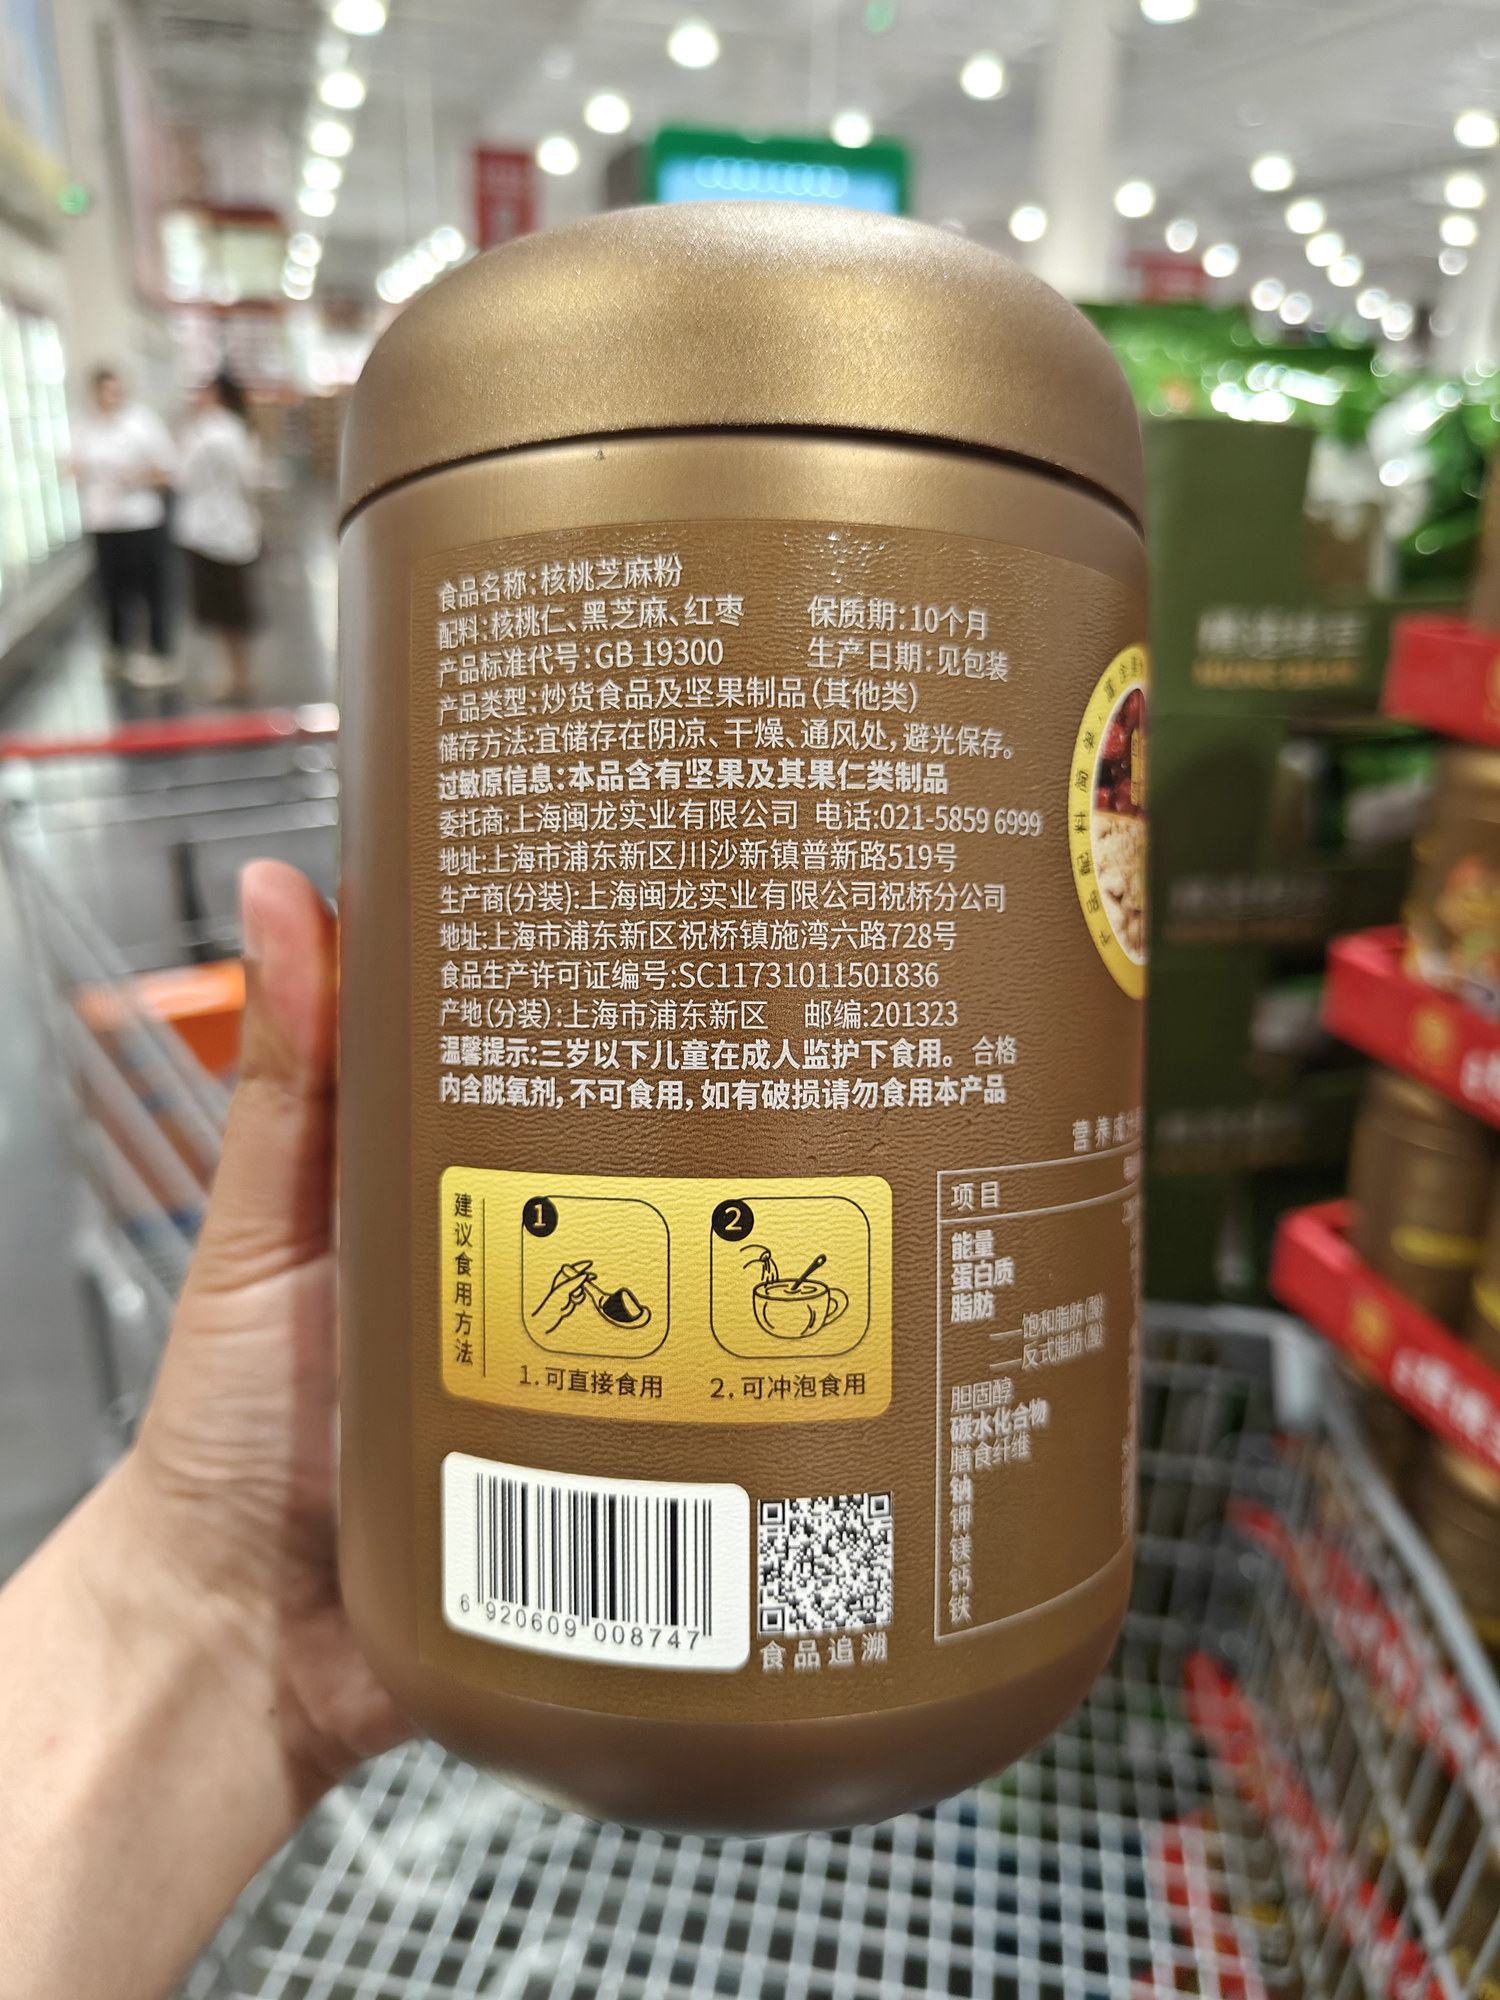 食品名称：核桃芝麻粉
配料：核桃仁、黑芝麻、红枣 保质期：10个月
产品标准代号：GB 19300 生产日期：见包装
产品类型：炒货食品及坚果制品（其他类）
储存方法：宜储存在阴凉、干燥、通风处，避光保存。
过敏原信息：本品含有坚果及其果仁类制品
委托商：上海闽龙实业有限公司 电话：021-5859 6999
地址：上海市浦东新区川沙新镇普新路519号
生产商（分装）：上海闽龙实业有限公司祝桥分公司
地址：上海市浦东新区祝桥镇施湾六路728号
食品生产许可证编号：SC11731011501836
产地（分装）：上海市浦东新区 邮编：201323
温馨提示：三岁以下儿童在成人监护下食用。 合格
内含脱氧剂，不可食用，如有破损请勿食用本产品
建议食用方法
1
2
1.可直接食用
2.可冲泡食用
6 920609 008747
食品追溯
营养成分
项目
能量
蛋白质
脂肪
——饱和脂肪（酸）
——反式脂肪（酸）
胆固醇
碳水化合物
膳食纤维
钠
钾
镁
钙
铁